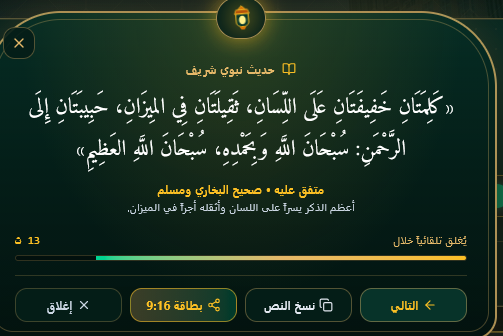 حديث نبوي شريف
«كَلِمَتَانِ خَفِيفَتَانِ عَلَى اللِّسَانِ، ثَقِيلَتَانِ فِي المِيزَانِ، حَبِيبَتَانِ إِلَى
الرَّحْمَنِ: سُبْحَانَ اللَّهِ وَبِحَمْدِهِ، سُبْحَانَ اللَّهِ العَظِيمِ»
متفق عليه • صحيح البخاري ومسلم
أعظم الذكر يسراً على اللسان وأثقله أجراً في الميزان.
يُغلق تلقائياً خلال 13 ث
التالي نسخ النص بطاقة 9:16 إغلاق